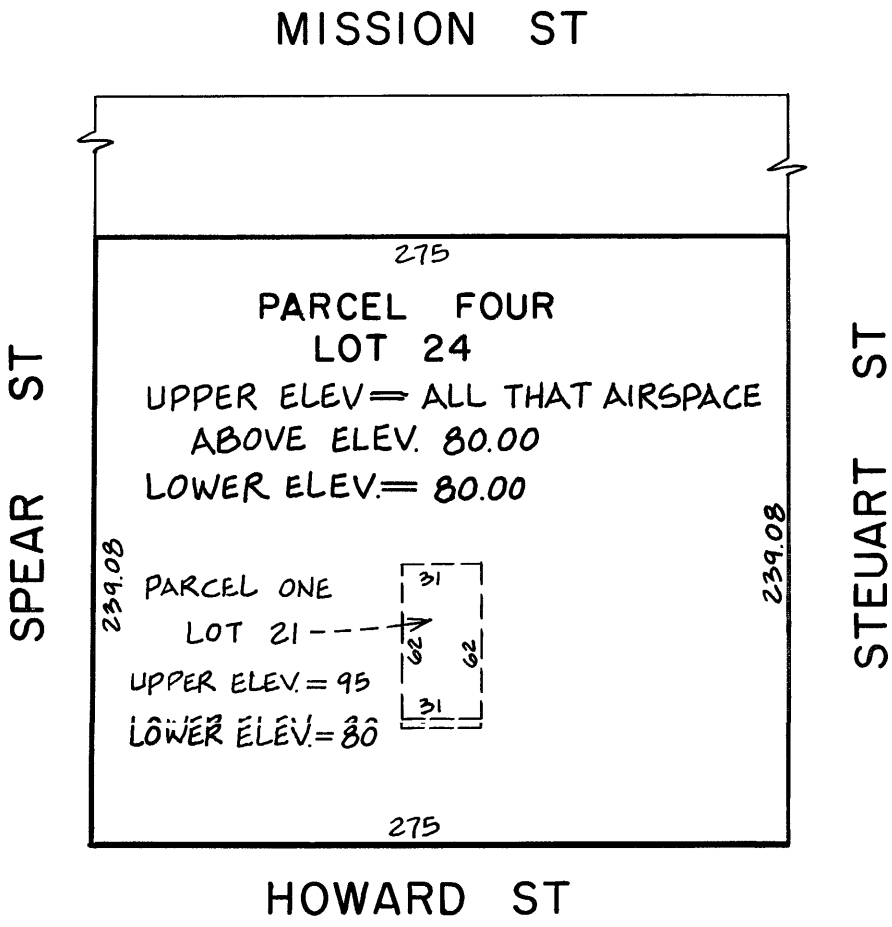 MISSION ST
275
PARCEL FOUR
LOT 24
UPPER ELEV = ALL THAT AIRSPACE
ABOVE ELEV. 80.00
LOWER ELEV. = 80.00
SPEAR ST
239.08
239.08
STEUART ST
31
PARCEL ONE
LOT 21
62
62
UPPER ELEV. = 95
31
LOWER ELEV. = 80
275
HOWARD ST